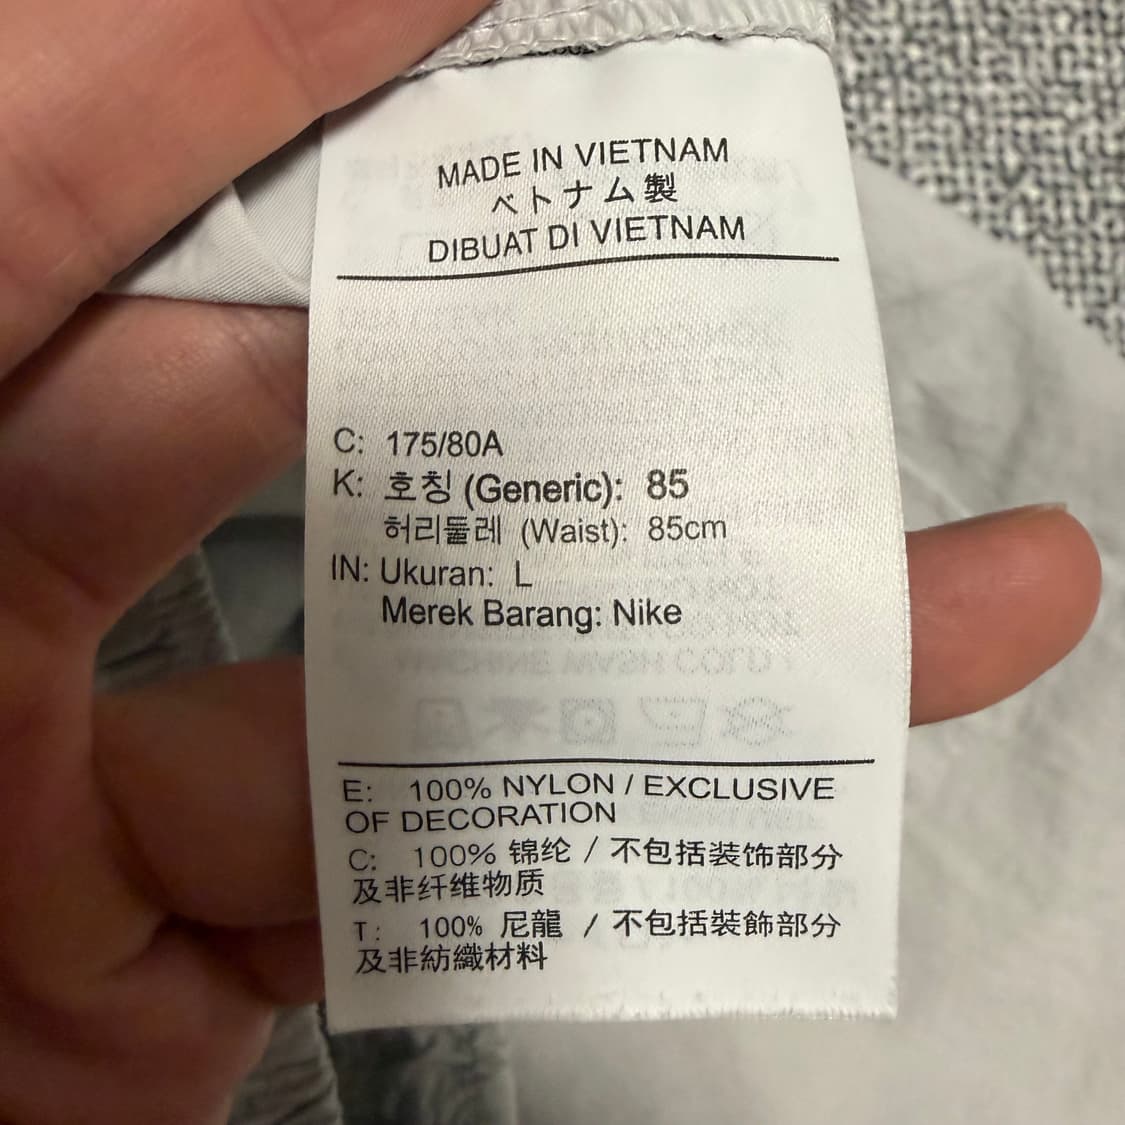 MADE IN VIETNAM
ベトナム製
DIBUAT DI VIETNAM
C: 175/80A
K: 호칭 (Generic): 85
허리둘레 (Waist): 85cm
IN: Ukuran: L
Merek Barang: Nike
E: 100% NYLON / EXCLUSIVE
OF DECORATION
C: 100% 锦纶 / 不包括装饰部分
及非纤维物质
T: 100% 尼龍 / 不包括裝飾部分
及非紡織材料